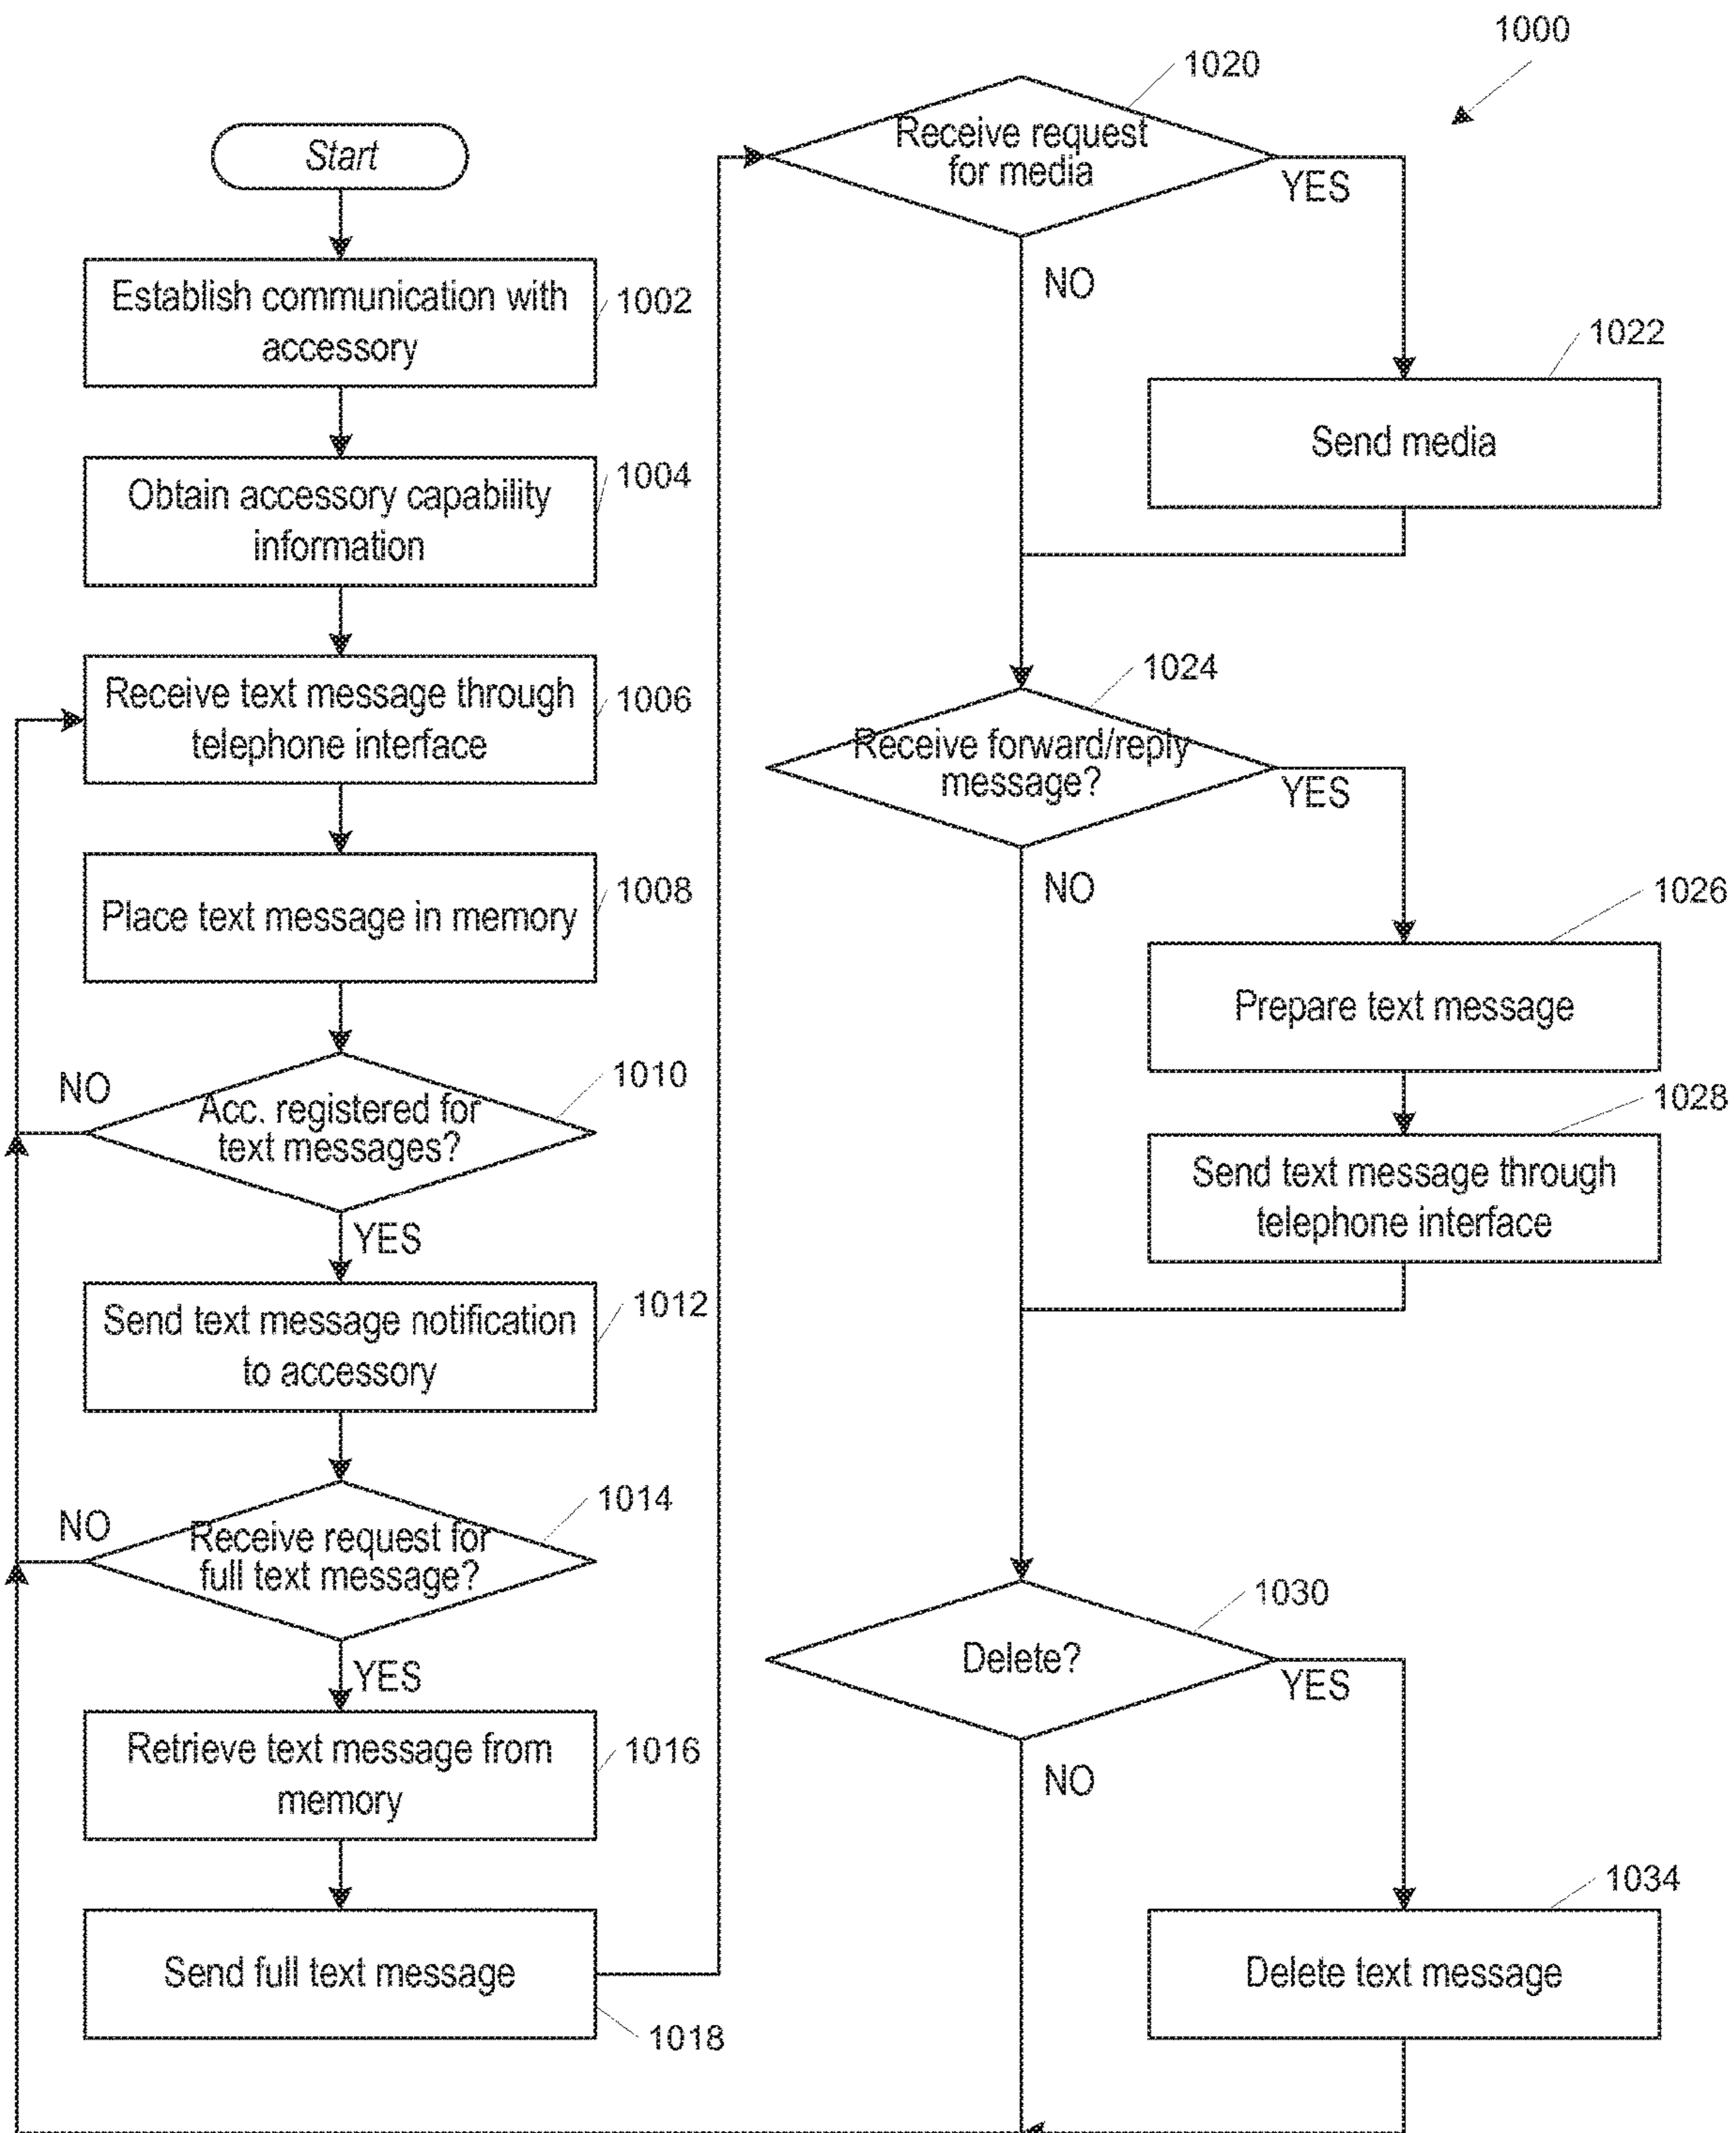 1000
Start
Establish communication with
accessory
1002
Obtain accessory capability
information
1004
Receive text message through
telephone interface
1006
Place text message in memory
1008
Acc. registered for
text messages?
1010
NO
YES
Send text message notification
to accessory
1012
Receive request for
full text message?
1014
NO
YES
Retrieve text message from
memory
1016
Send full text message
1018
Receive request
for media
1020
YES
NO
Send media
1022
Receive forward/reply
message?
1024
YES
NO
Prepare text message
1026
Send text message through
telephone interface
1028
Delete?
1030
YES
NO
Delete text message
1034